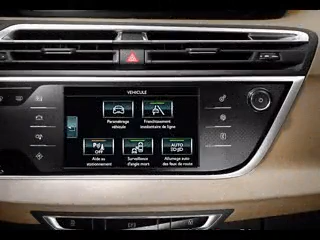 VEHICULE
Paramétrage
véhicule
Franchissement
involontaire de ligne
OFF
AUTO
Aide au
stationnement
Surveillance
d'angle mort
Allumage auto.
des feux de route